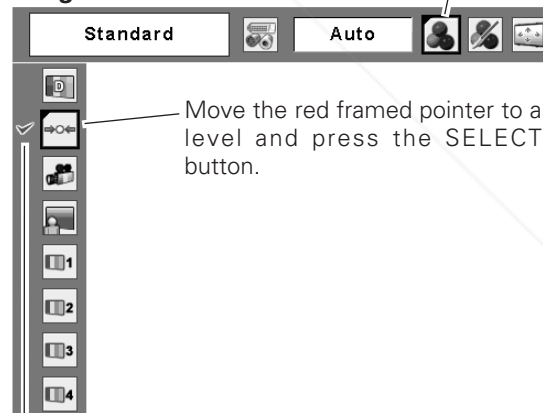 Standard
Auto
D
Move the red framed pointer to a
level and press the SELECT
button.
1
2
3
4